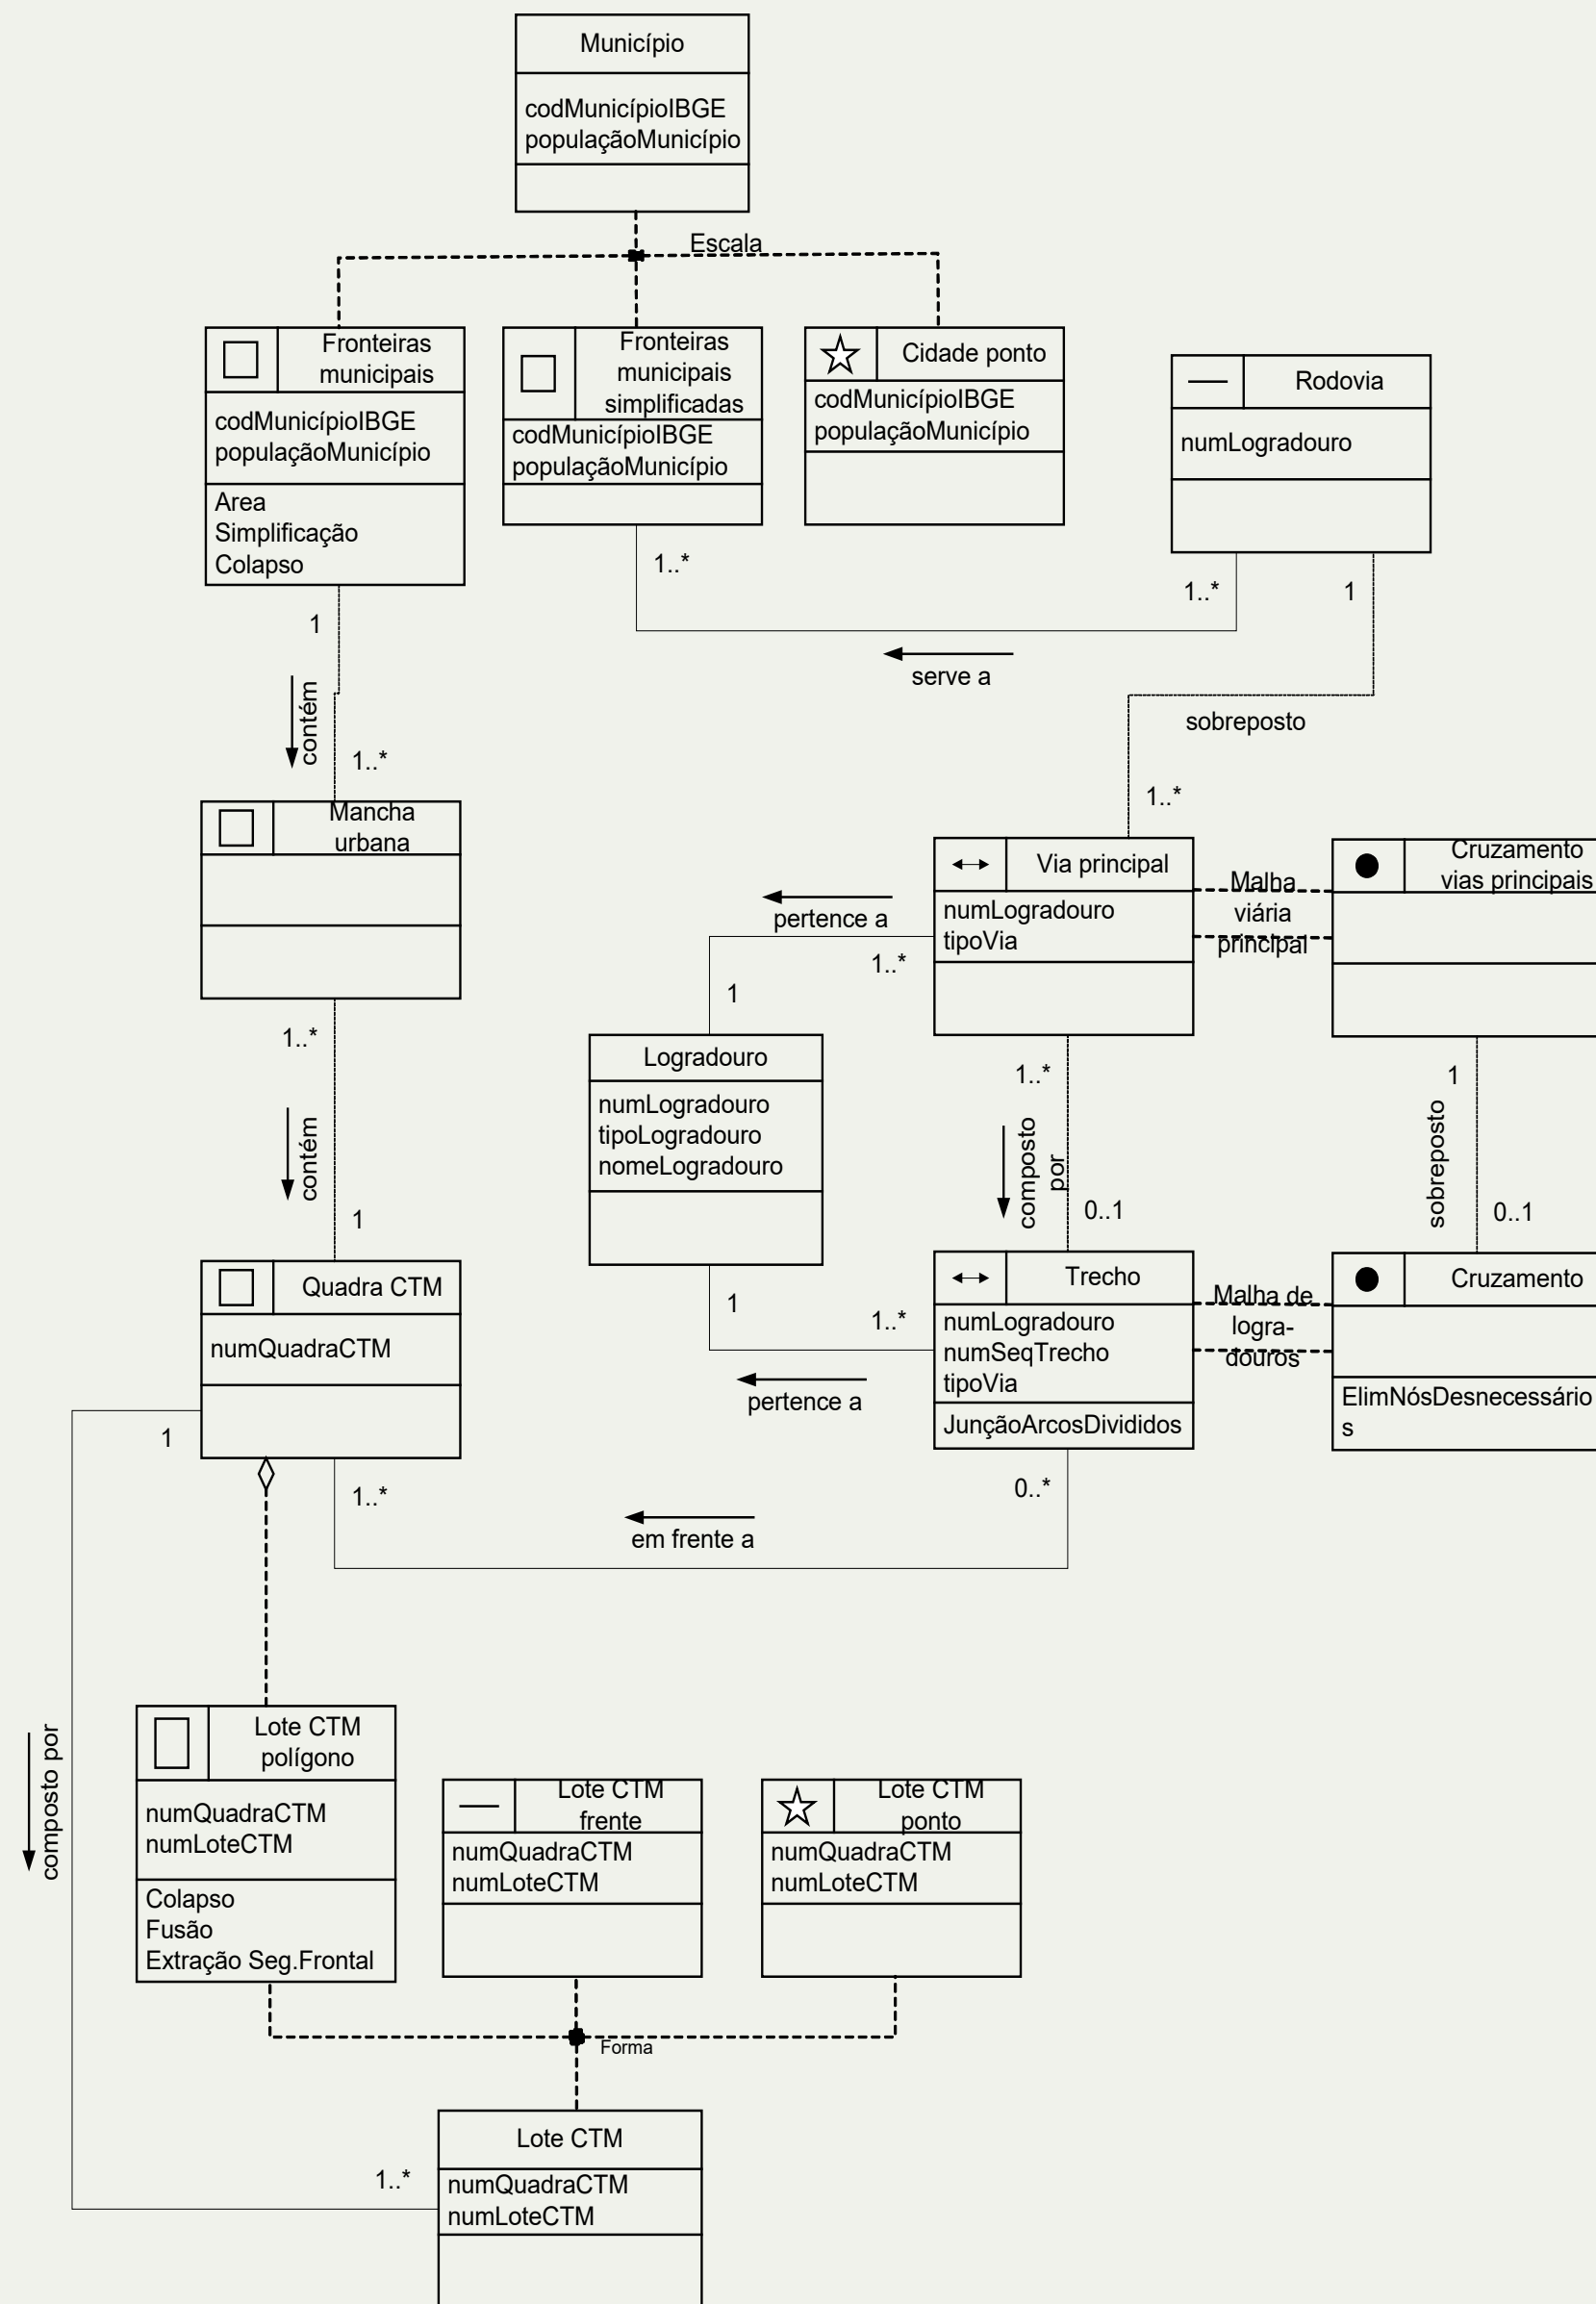 Município
codMunicípioIBGE
populaçãoMunicípio
Escala
Fronteiras
municipais
codMunicípioIBGE
populaçãoMunicípio
Area
Simplificação
Colapso
Fronteiras
municipais
simplificadas
codMunicípioIBGE
populaçãoMunicípio
Cidade ponto
codMunicípioIBGE
populaçãoMunicípio
Rodovia
numLogradouro
1..*
1..*
1
serve a
sobreposto
1..*
1
contém
1..*
Mancha
urbana
1..*
contém
1
Via principal
numLogradouro
tipoVia
Malha
viária
principal
Cruzamento
vias principais
pertence a
1..*
1
Logradouro
numLogradouro
tipoLogradouro
nomeLogradouro
1..*
composto
por
0..1
1
sobreposto
0..1
Quadra CTM
numQuadraCTM
1
1..*
pertence a
Trecho
numLogradouro
numSeqTrecho
tipoVia
JunçãoArcosDivididos
Malha de
logra-
douros
Cruzamento
ElimNósDesnecessário
s
1
1..*
0..*
em frente a
composto por
Lote CTM
polígono
numQuadraCTM
numLoteCTM
Colapso
Fusão
Extração Seg.Frontal
Lote CTM
frente
numQuadraCTM
numLoteCTM
Lote CTM
ponto
numQuadraCTM
numLoteCTM
Forma
Lote CTM
1..*
numQuadraCTM
numLoteCTM